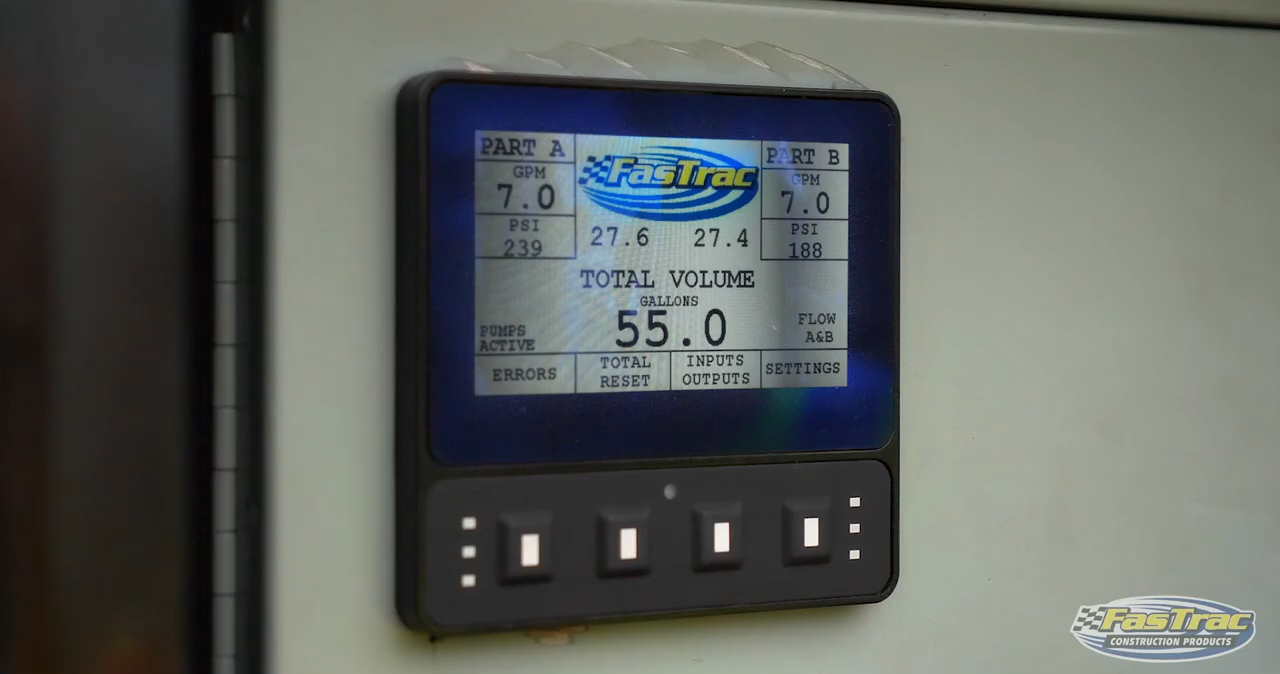 PART A
GPM
7.0
PSI
239
FasTrac
27.6 27.4
PART B
GPM
7.0
PSI
188
TOTAL VOLUME
GALLONS
55.0
PUMPS
ACTIVE
FLOW
A&B
ERRORS
TOTAL
RESET
INPUTS
OUTPUTS
SETTINGS
FasTrac
CONSTRUCTION PRODUCTS